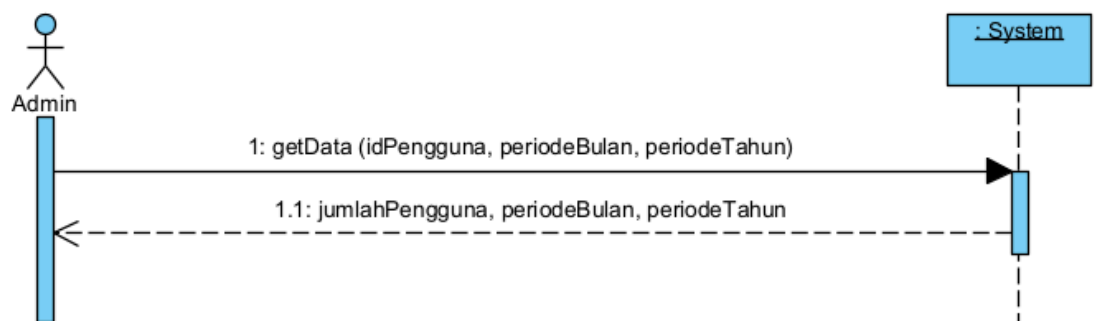 : System
Admin
1: getData (idPengguna, periodeBulan, periodeTahun)
1.1: jumlahPengguna, periodeBulan, periodeTahun